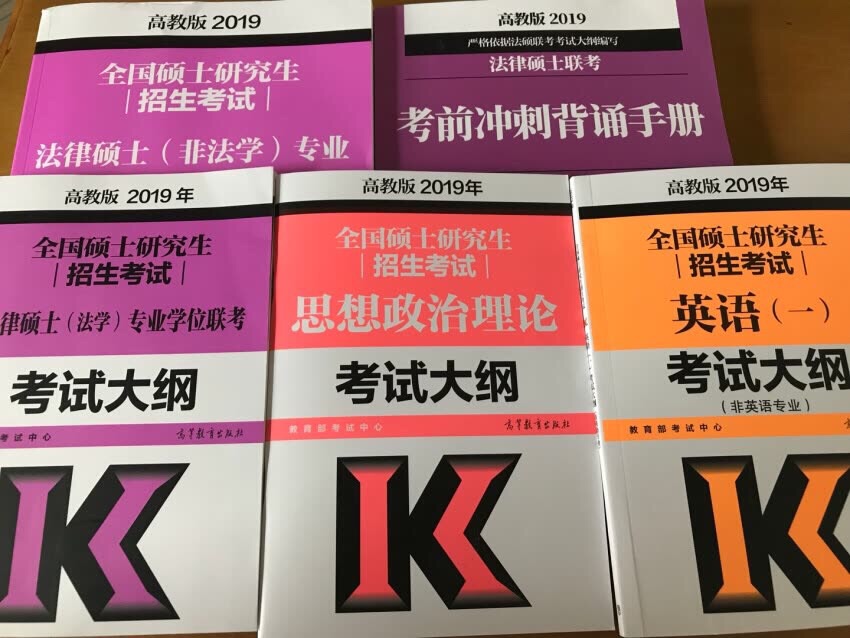 高教版 2019
全国硕士研究生
招生考试
法律硕士（非法学）专业
高教版 2019
严格依据法硕联考考试大纲编写
法律硕士联考
考前冲刺背诵手册
高教版 2019年
全国硕士研究生
招生考试
律硕士（法学）专业学位联考
考试大纲
考试中心
高等教育出版社
高教版 2019年
全国硕士研究生
招生考试
思想政治理论
考试大纲
教育部考试中心
高等教育出版社
高教版 2019年
全国硕士研究生
招生考试
英语（一）
考试大纲
（非英语专业）
教育部考试中心
高等教育出版社